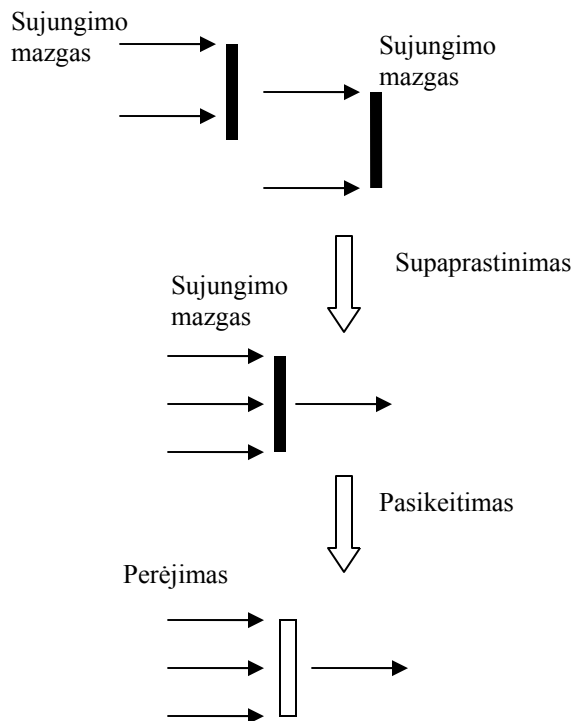 Sujungimo
mazgas
Sujungimo
mazgas
Supaprastinimas
Sujungimo
mazgas
Pasikeitimas
Perėjimas